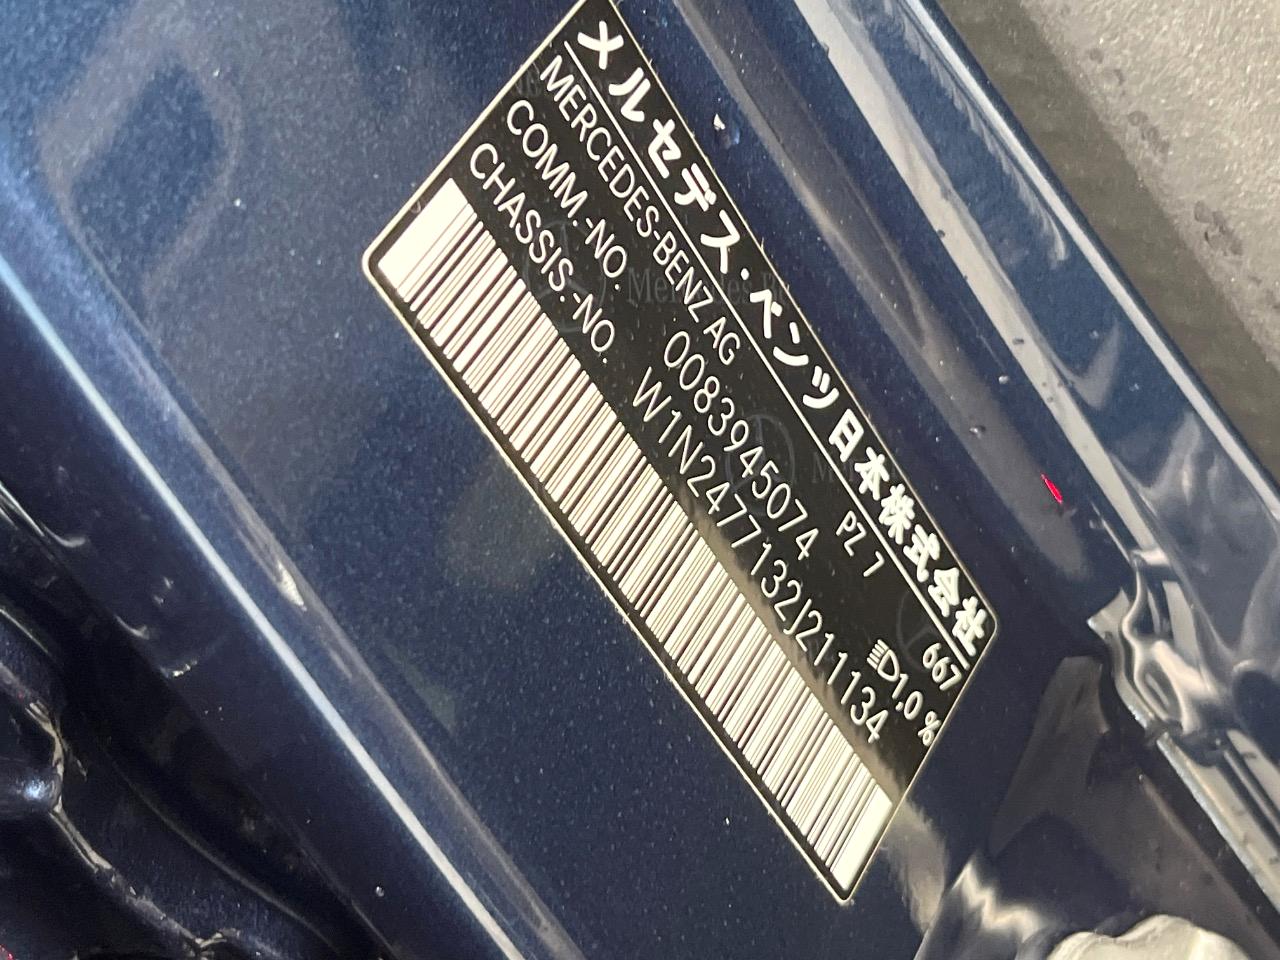 メルセデス・ベンツ日本株式会社
MERCEDES-BENZ AG PZ 7 667
COMM.-NO. 0083945074 1.0 %
CHASSIS.-NO. W1N2477132J211134